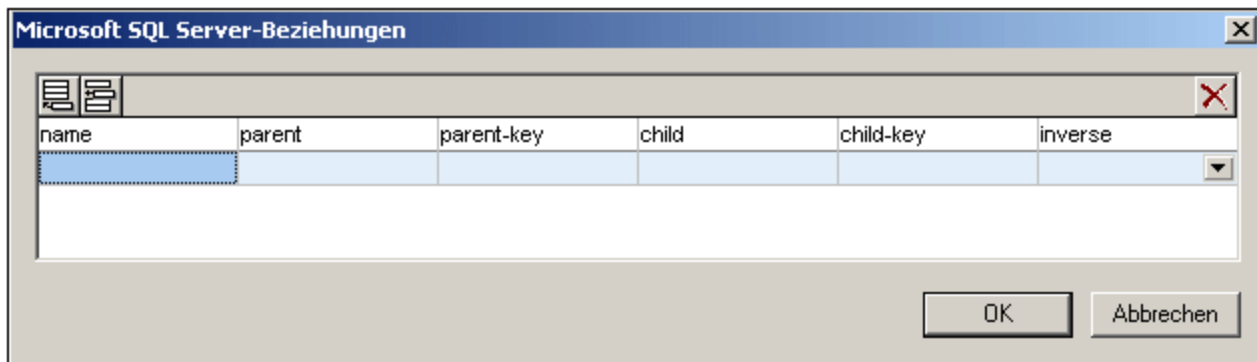 Microsoft SQL Server-Beziehungen
name parent parent-key child child-key inverse
OK Abbrechen